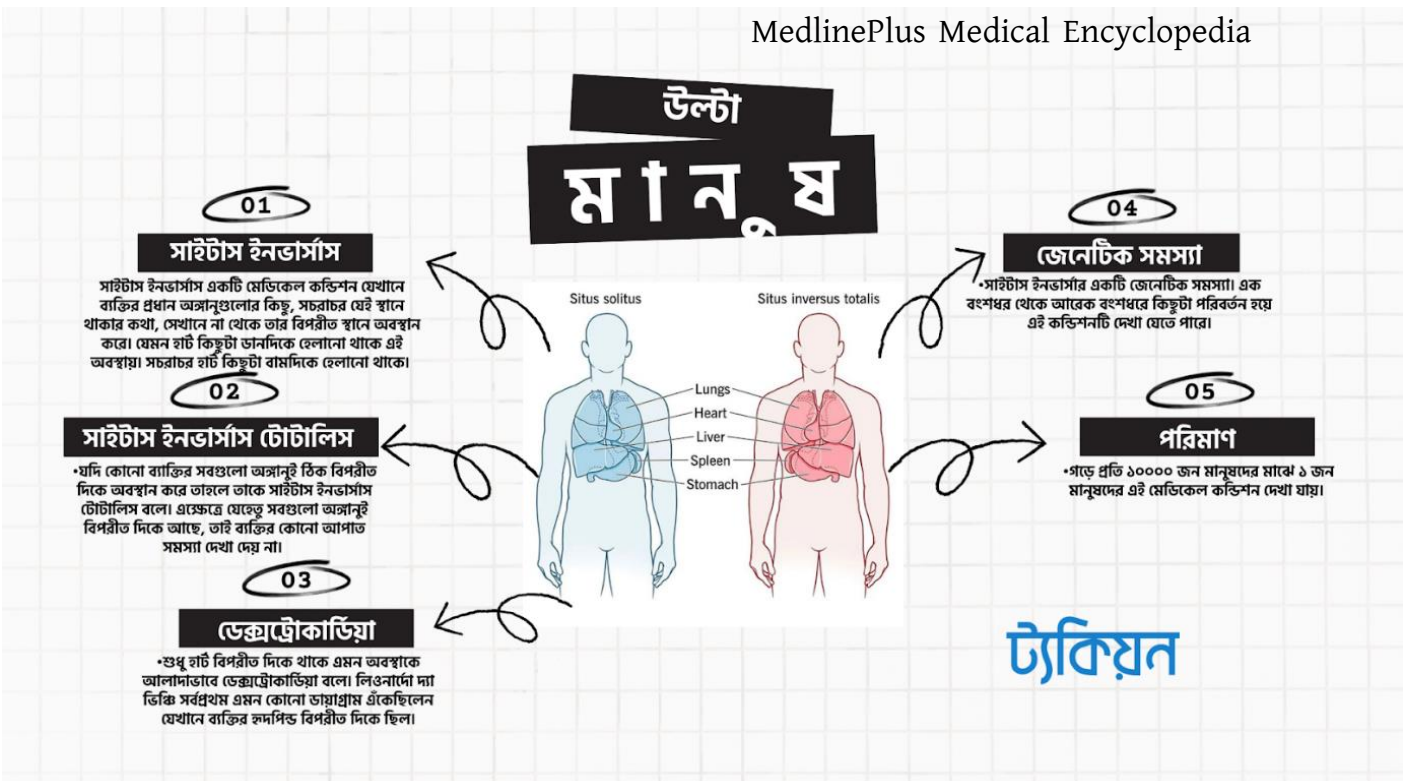 MedlinePlus Medical Encyclopedia
উল্টা
মানুষ
01
সাইটাস ইনভার্সাস
সাইটাস ইনভার্সাস একটি মেডিকেল কন্ডিশন যেখানে
ব্যক্তির প্রধান অঙ্গানুগুলোর কিছু, সচরাচর যেই স্থানে
থাকার কথা, সেখানে না থেকে তার বিপরীত স্থানে অবস্থান
করে। যেমন হার্ট কিছুটা ডানদিকে হেলানো থাকে এই
অবস্থায়। সচরাচর হার্ট কিছুটা বামদিকে হেলানো থাকে।
02
সাইটাস ইনভার্সাস টোটালিস
•যদি কোনো ব্যাক্তির সবগুলো অঙ্গানুই ঠিক বিপরীত
দিকে অবস্থান করে তাহলে তাকে সাইটাস ইনভার্সাস
টোটালিস বলে। এক্ষেত্রে যেহেতু সবগুলো অঙ্গানুই
বিপরীত দিকে আছে, তাই ব্যক্তির কোনো আপাত
সমস্যা দেখা দেয় না।
03
ডেক্সট্রোকার্ডিয়া
•শুধু হার্ট বিপরীত দিকে থাকে এমন অবস্থাকে
আলাদাভাবে ডেক্সট্রোকার্ডিয়া বলে। লিওনার্দো দ্যা
ভিঞ্চি সর্বপ্রথম এমন কোনো ডায়াগ্রাম এঁকেছিলেন
যেখানে ব্যক্তির হৃদপিন্ড বিপরীত দিকে ছিল।
Situs solitus
Situs inversus totalis
Lungs
Heart
Liver
Spleen
Stomach
04
জেনেটিক সমস্যা
•সাইটাস ইনভার্সার একটি জেনেটিক সমস্যা। এক
বংশধর থেকে আরেক বংশধরে কিছুটা পরিবর্তন হয়ে
এই কন্ডিশনটি দেখা যেতে পারে।
05
পরিমাণ
•গড়ে প্রতি ১০০০০ জন মানুষদের মাঝে ১ জন
মানুষদের এই মেডিকেল কন্ডিশন দেখা যায়।
ট্যাকিয়ন